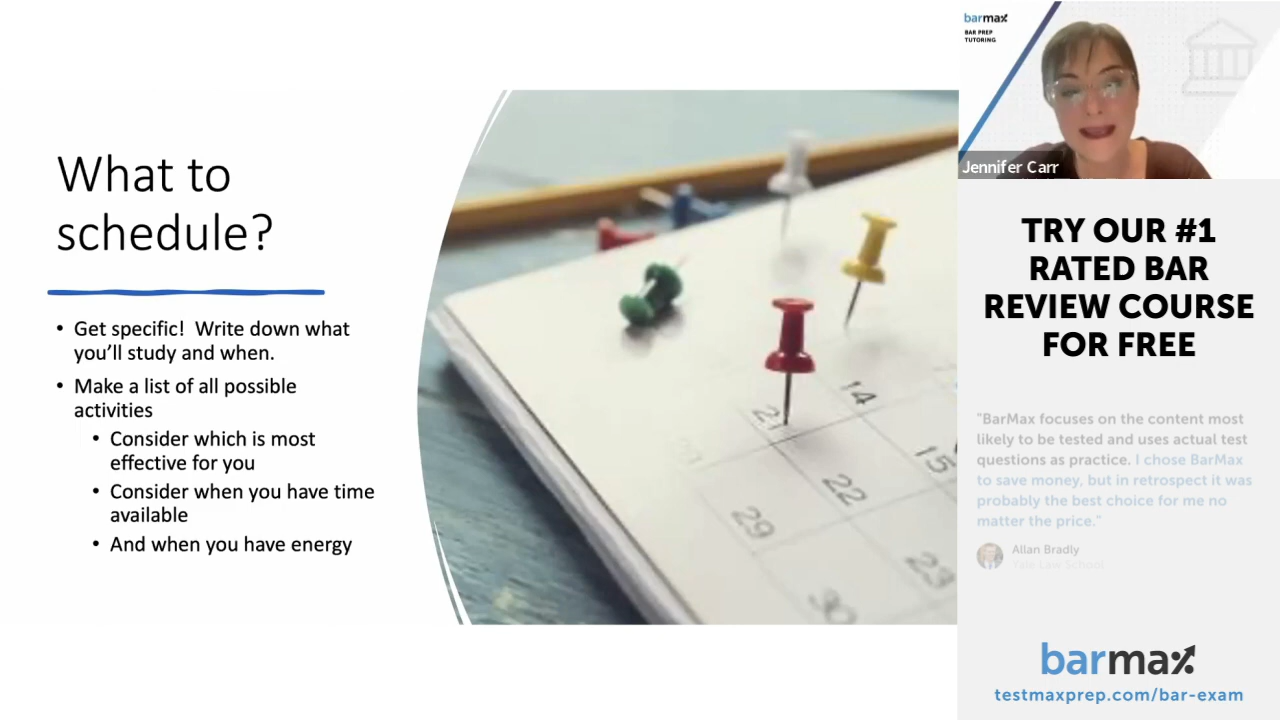 What to
schedule?
• Get specific! Write down what
you'll study and when.
• Make a list of all possible
activities
• Consider which is most
effective for you
• Consider when you have time
available
• And when you have energy
14
21
15
22
29
23
30
barmax
BAR PREP
TUTORING
Jennifer Carr
TRY OUR #1
RATED BAR
REVIEW COURSE
FOR FREE
"BarMax focuses on the content most
likely to be tested and uses actual test
questions as practice. I chose BarMax
to save money, but in retrospect it was
probably the best choice for me no
matter the price."
Allan Bradly
Yale Law School
barmax
testmaxprep.com/bar-exam